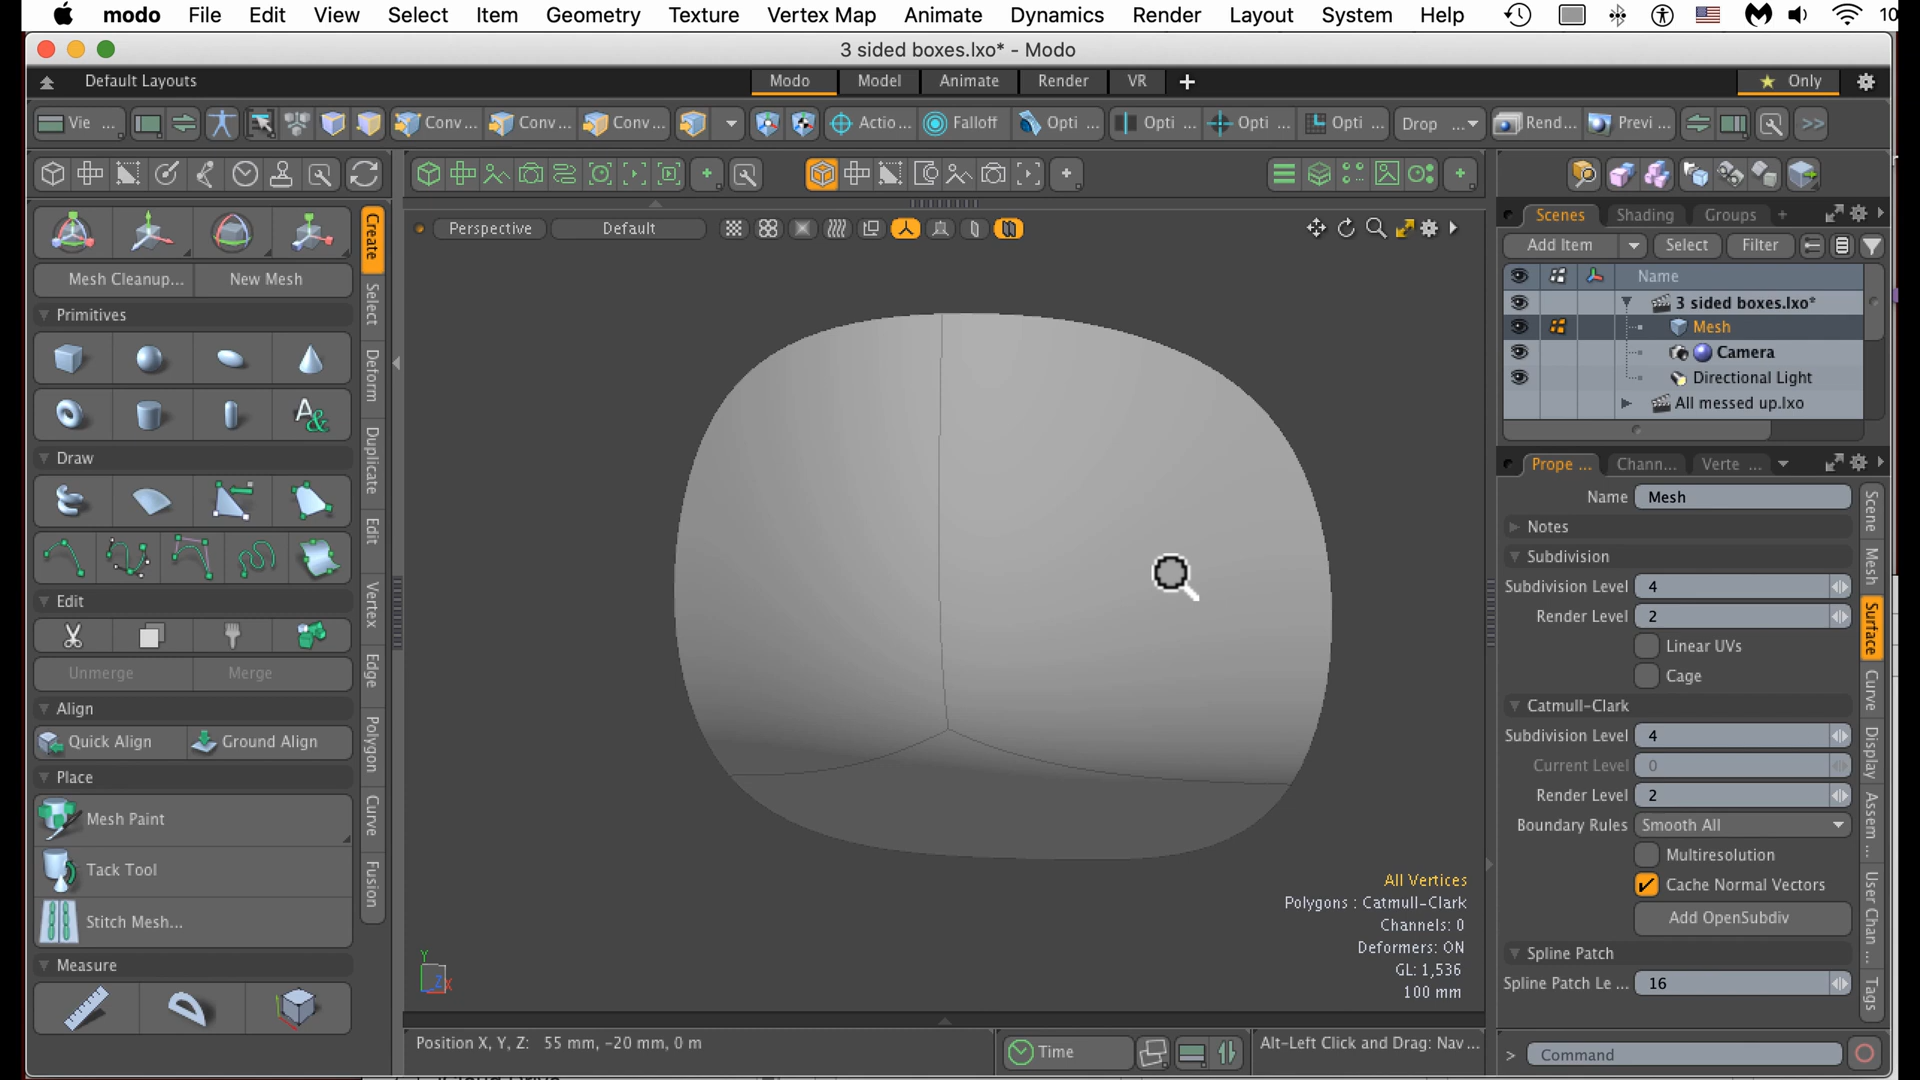 modo File Edit View Select Item Geometry Texture Vertex Map Animate Dynamics Render Layout System Help 10
3 sided boxes.lxo* - Modo
Default Layouts Modo Model Animate Render VR + Only
Vie ... Conv ... Conv ... Conv ... Actio... Falloff Opti ... Opti ... Opti ... Opti ... Drop ... Rend... Previ ... >>
Perspective Default
Scenes Shading Groups +
Add Item Select Filter
Name
3 sided boxes.lxo*
Mesh
Camera
Directional Light
All messed up.lxo
Mesh Cleanup... New Mesh
Primitives
Draw
Edit
Unmerge Merge
Align
Quick Align Ground Align
Place
Mesh Paint
Tack Tool
Stitch Mesh...
Measure
Create
Select
Deform
Duplicate
Edit
Vertex
Edge
Polygon
Curve
Fusion
All Vertices
Polygons : Catmull-Clark
Channels: 0
Deformers: ON
GL: 1,536
100 mm
Y
Z X
Prope ... Chann... Verte ...
Name Mesh
Notes
Subdivision
Subdivision Level 4
Render Level 2
Linear UVs
Cage
Catmull-Clark
Subdivision Level 4
Current Level 0
Render Level 2
Boundary Rules Smooth All
Multiresolution
Cache Normal Vectors
Add OpenSubdiv
Spline Patch
Spline Patch Le ... 16
Scene
Mesh
Surface
Curve
Display
Assem ...
User Chan ...
Tags
Position X, Y, Z: 55 mm, -20 mm, 0 m
Time
Alt-Left Click and Drag: Nav ...
> Command